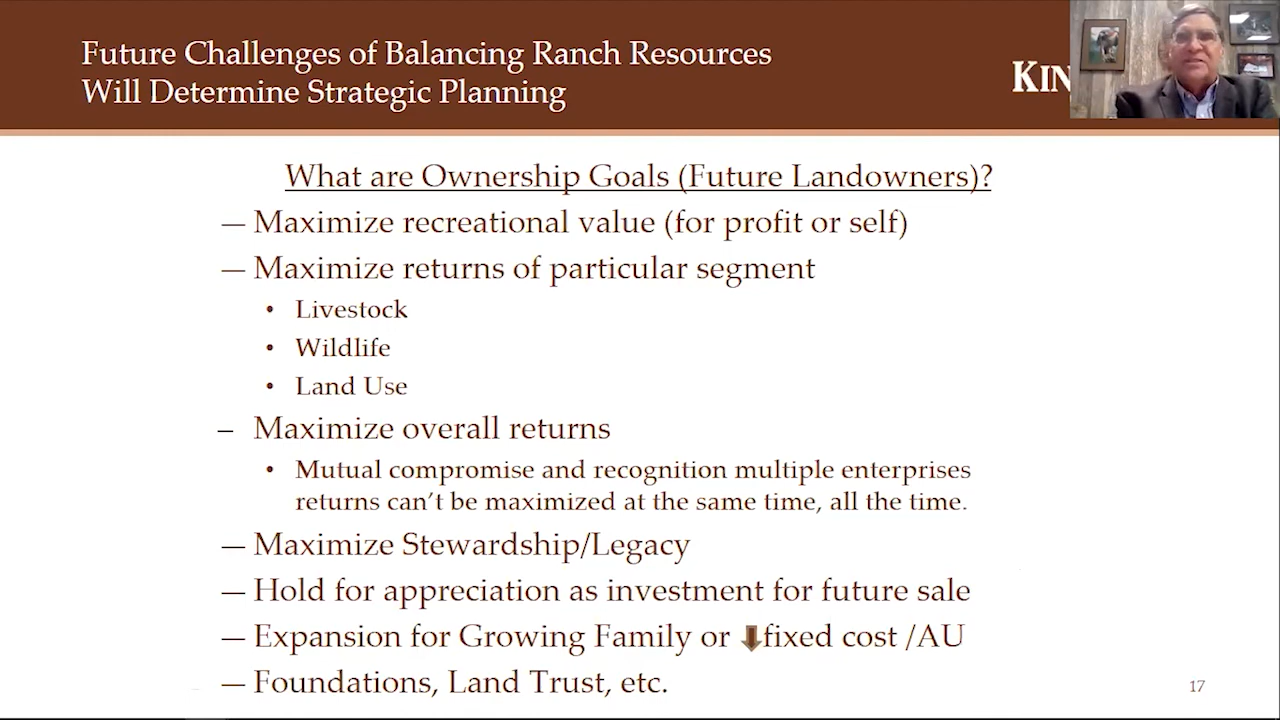 Future Challenges of Balancing Ranch Resources
Will Determine Strategic Planning
What are Ownership Goals (Future Landowners)?
— Maximize recreational value (for profit or self)
— Maximize returns of particular segment
• Livestock
• Wildlife
• Land Use
– Maximize overall returns
• Mutual compromise and recognition multiple enterprises
returns can’t be maximized at the same time, all the time.
— Maximize Stewardship/Legacy
— Hold for appreciation as investment for future sale
— Expansion for Growing Family or ⬇fixed cost /AU
— Foundations, Land Trust, etc.
17